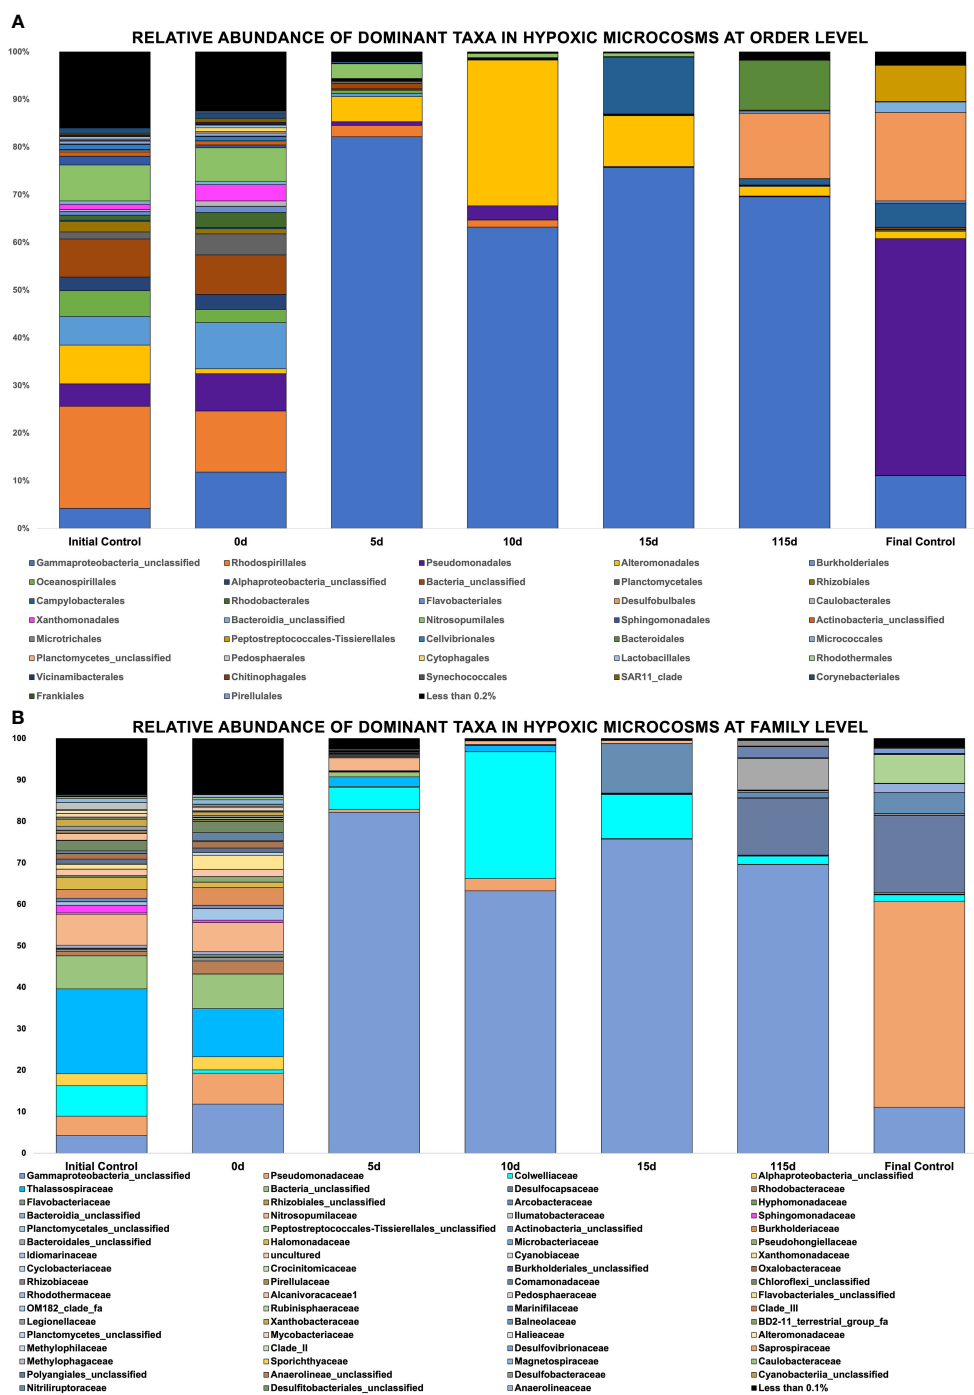 A
RELATIVE ABUNDANCE OF DOMINANT TAXA IN HYPOXIC MICROCOSMS AT ORDER LEVEL
100%
90%
80%
70%
60%
50%
40%
30%
20%
10%
0%
Initial Control 0d 5d 10d 15d 115d Final Control
Gammaproteobacteria_unclassified Rhodospirillales Pseudomonadales Alteromonadales Burkholderiales
Oceanospirillales Alphaproteobacteria_unclassified Bacteria_unclassified Planctomycetales Rhizobiales
Campylobacterales Rhodobacterales Flavobacteriales Desulfobulbales Caulobacterales
Xanthomonadales Bacteroidia_unclassified Nitrosopumilales Sphingomonadales Actinobacteria_unclassified
Microtrichales Peptostreptococcales-Tissierellales Cellvibrionales Bacteroidales Micrococcales
Planctomycetes_unclassified Pedosphaerales Cytophagales Lactobacillales Rhodothermales
Vicinamibacterales Chitinophagales Synechococcales SAR11_clade Corynebacteriales
Frankiales Pirellulales Less than 0.2%
B
RELATIVE ABUNDANCE OF DOMINANT TAXA IN HYPOXIC MICROCOSMS AT FAMILY LEVEL
100
90
80
70
60
50
40
30
20
10
0
Initial Control 0d 5d 10d 15d 115d Final Control
Gammaproteobacteria_unclassified Pseudomonadaceae Colwelliaceae Alphaproteobacteria_unclassified
Thalassospiraceae Bacteria_unclassified Desulfocapsaceae Rhodobacteraceae
Flavobacteriaceae Rhizobiales_unclassified Arcobacteraceae Hyphomonadaceae
Bacteroidia_unclassified Nitrosopumilaceae Ilumatobacteraceae Sphingomonadaceae
Planctomycetales_unclassified Peptostreptococcales-Tissierellales_unclassified Actinobacteria_unclassified Burkholderiaceae
Bacteroidales_unclassified Halomonadaceae Microbacteriaceae Pseudohongiellaceae
Idiomarinaceae uncultured Cyanobiaceae Xanthomonadaceae
Cyclobacteriaceae Crocinitomicaceae Burkholderiales_unclassified Oxalobacteraceae
Rhizobiaceae Pirellulaceae Comamonadaceae Chloroflexi_unclassified
Rhodothermaceae Alcanivoracaceae1 Pedosphaeraceae Flavobacteriales_unclassified
OM182_clade_fa Rubinisphaeraceae Marinifilaceae Clade_III
Legionellaceae Xanthobacteraceae Balneolaceae BD2-11_terrestrial_group_fa
Planctomycetes_unclassified Mycobacteriaceae Halieaceae Alteromonadaceae
Methylophilaceae Clade_II Desulfovibrionaceae Saprospiraceae
Methylophagaceae Sporichthyaceae Magnetospiraceae Caulobacteraceae
Polyangiales_unclassified Anaerolineae_unclassified Desulfobacteraceae Cyanobacteriia_unclassified
Nitriliruptoraceae Desulfitobacteriales_unclassified Anaerolineaceae Less than 0.1%